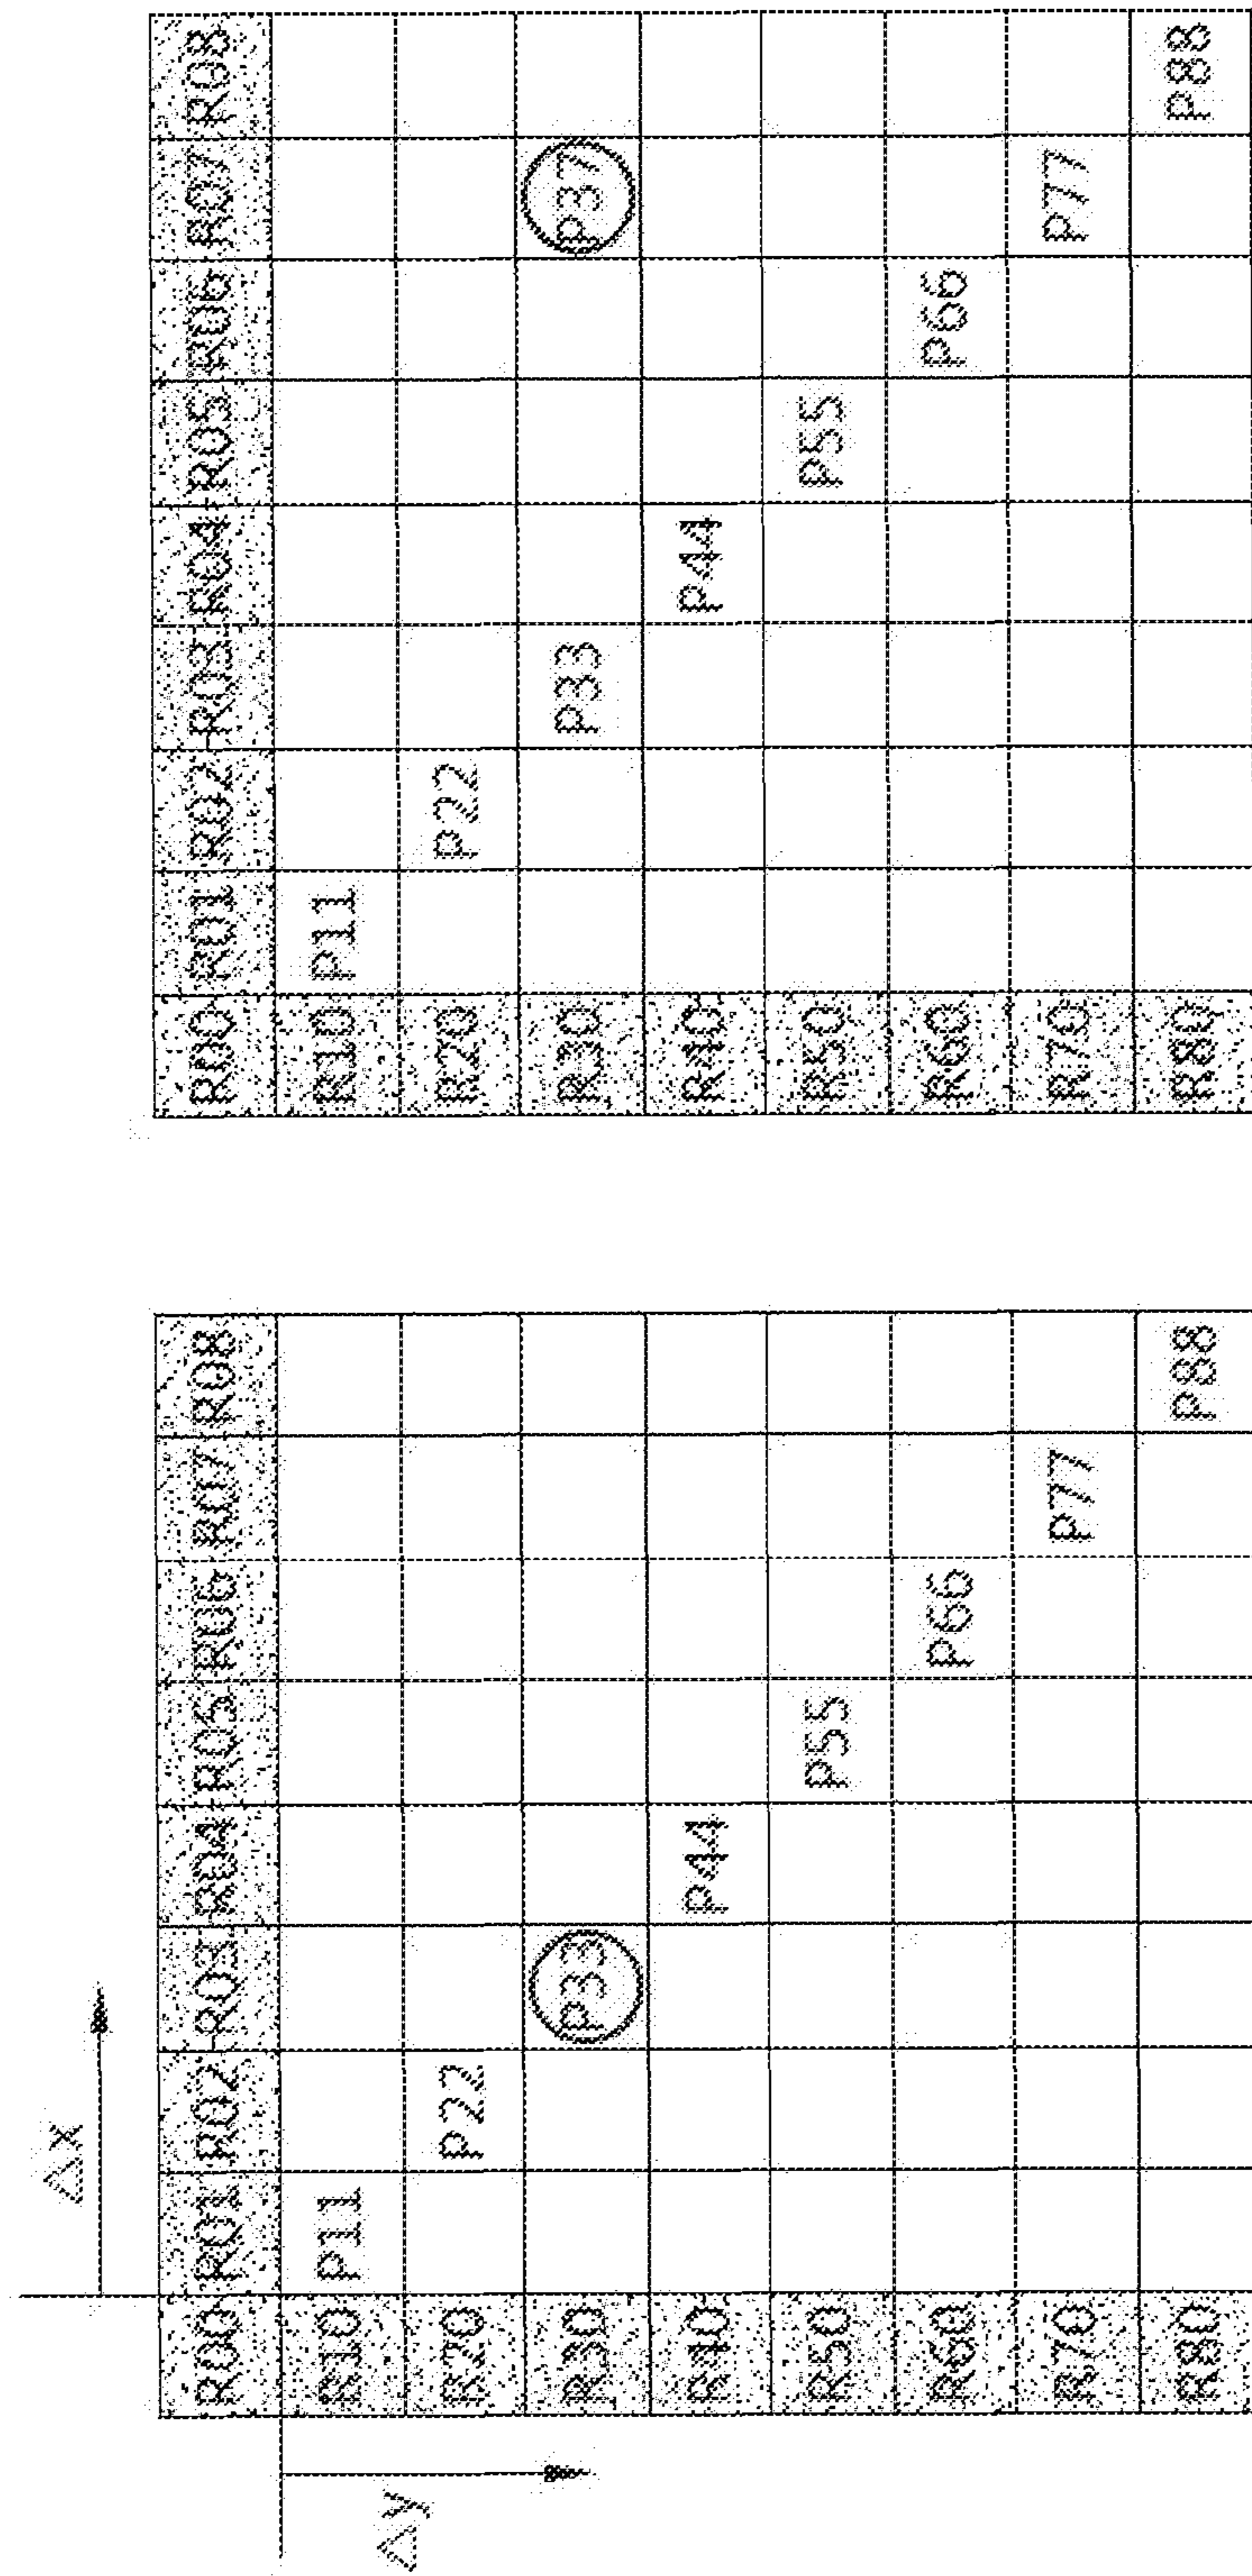 Δx
Δy
R00 R01 R02 R03 R04 R05 R06 R07 R08
R10 P11
R20 P22
R30 P33
R40 P44
R50 P55
R60 P66
R70 P77
R80 P88
R00 R01 R02 R03 R04 R05 R06 R07 R08
R10 P11
R20 P22
R30 P33 P37
R40 P44
R50 P55
R60 P66
R70 P77
R80 P88